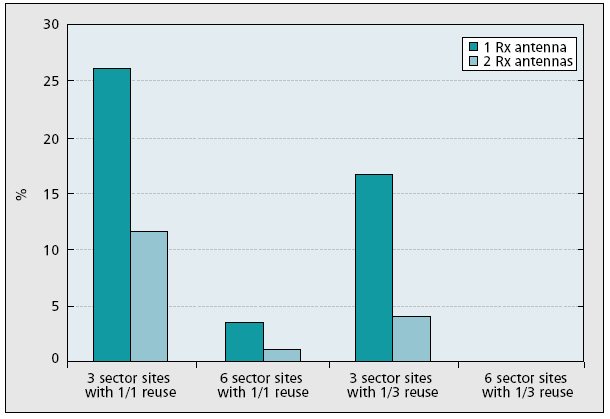 30
25
20
15
10
5
0
%
1 Rx antenna
2 Rx antennas
3 sector sites
with 1/1 reuse
6 sector sites
with 1/1 reuse
3 sector sites
with 1/3 reuse
6 sector sites
with 1/3 reuse